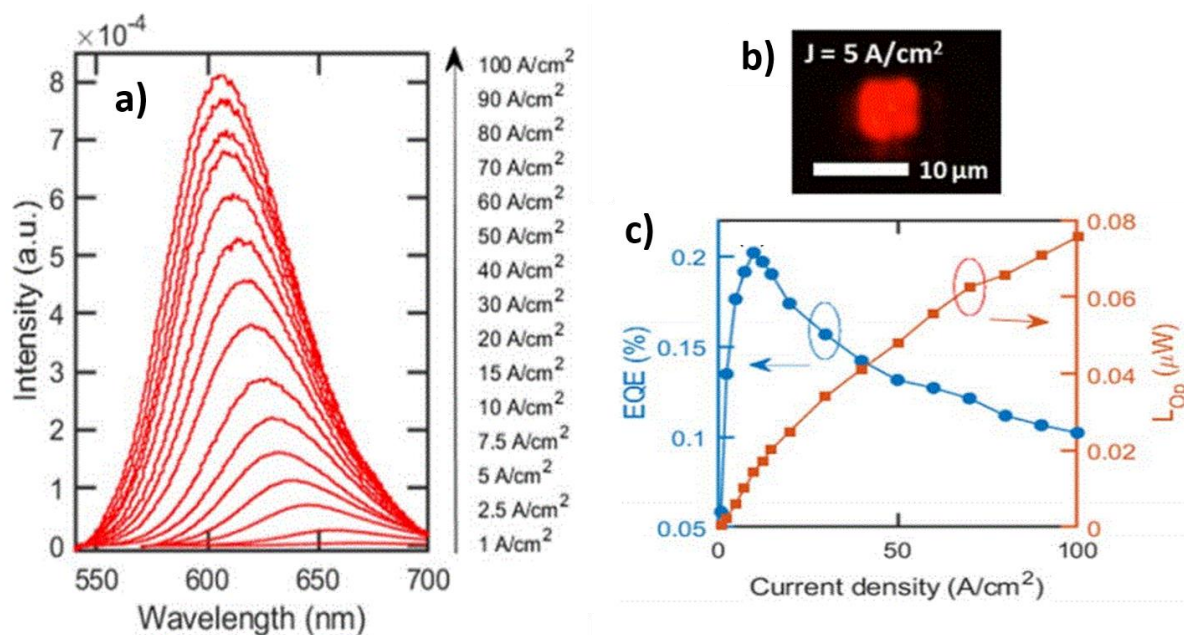 ×10⁻⁴
a)
8
7
6
5
4
3
2
1
0
Intensity (a.u.)
550 600 650 700
Wavelength (nm)
100 A/cm²
90 A/cm²
80 A/cm²
70 A/cm²
60 A/cm²
50 A/cm²
40 A/cm²
30 A/cm²
20 A/cm²
15 A/cm²
10 A/cm²
7.5 A/cm²
5 A/cm²
2.5 A/cm²
1 A/cm²
b)
J = 5 A/cm²
10 μm
c)
0.2
0.15
0.1
0.05
EQE (%)
0.08
0.06
0.04
0.02
0
L_Op (μW)
0 50 100
Current density (A/cm²)